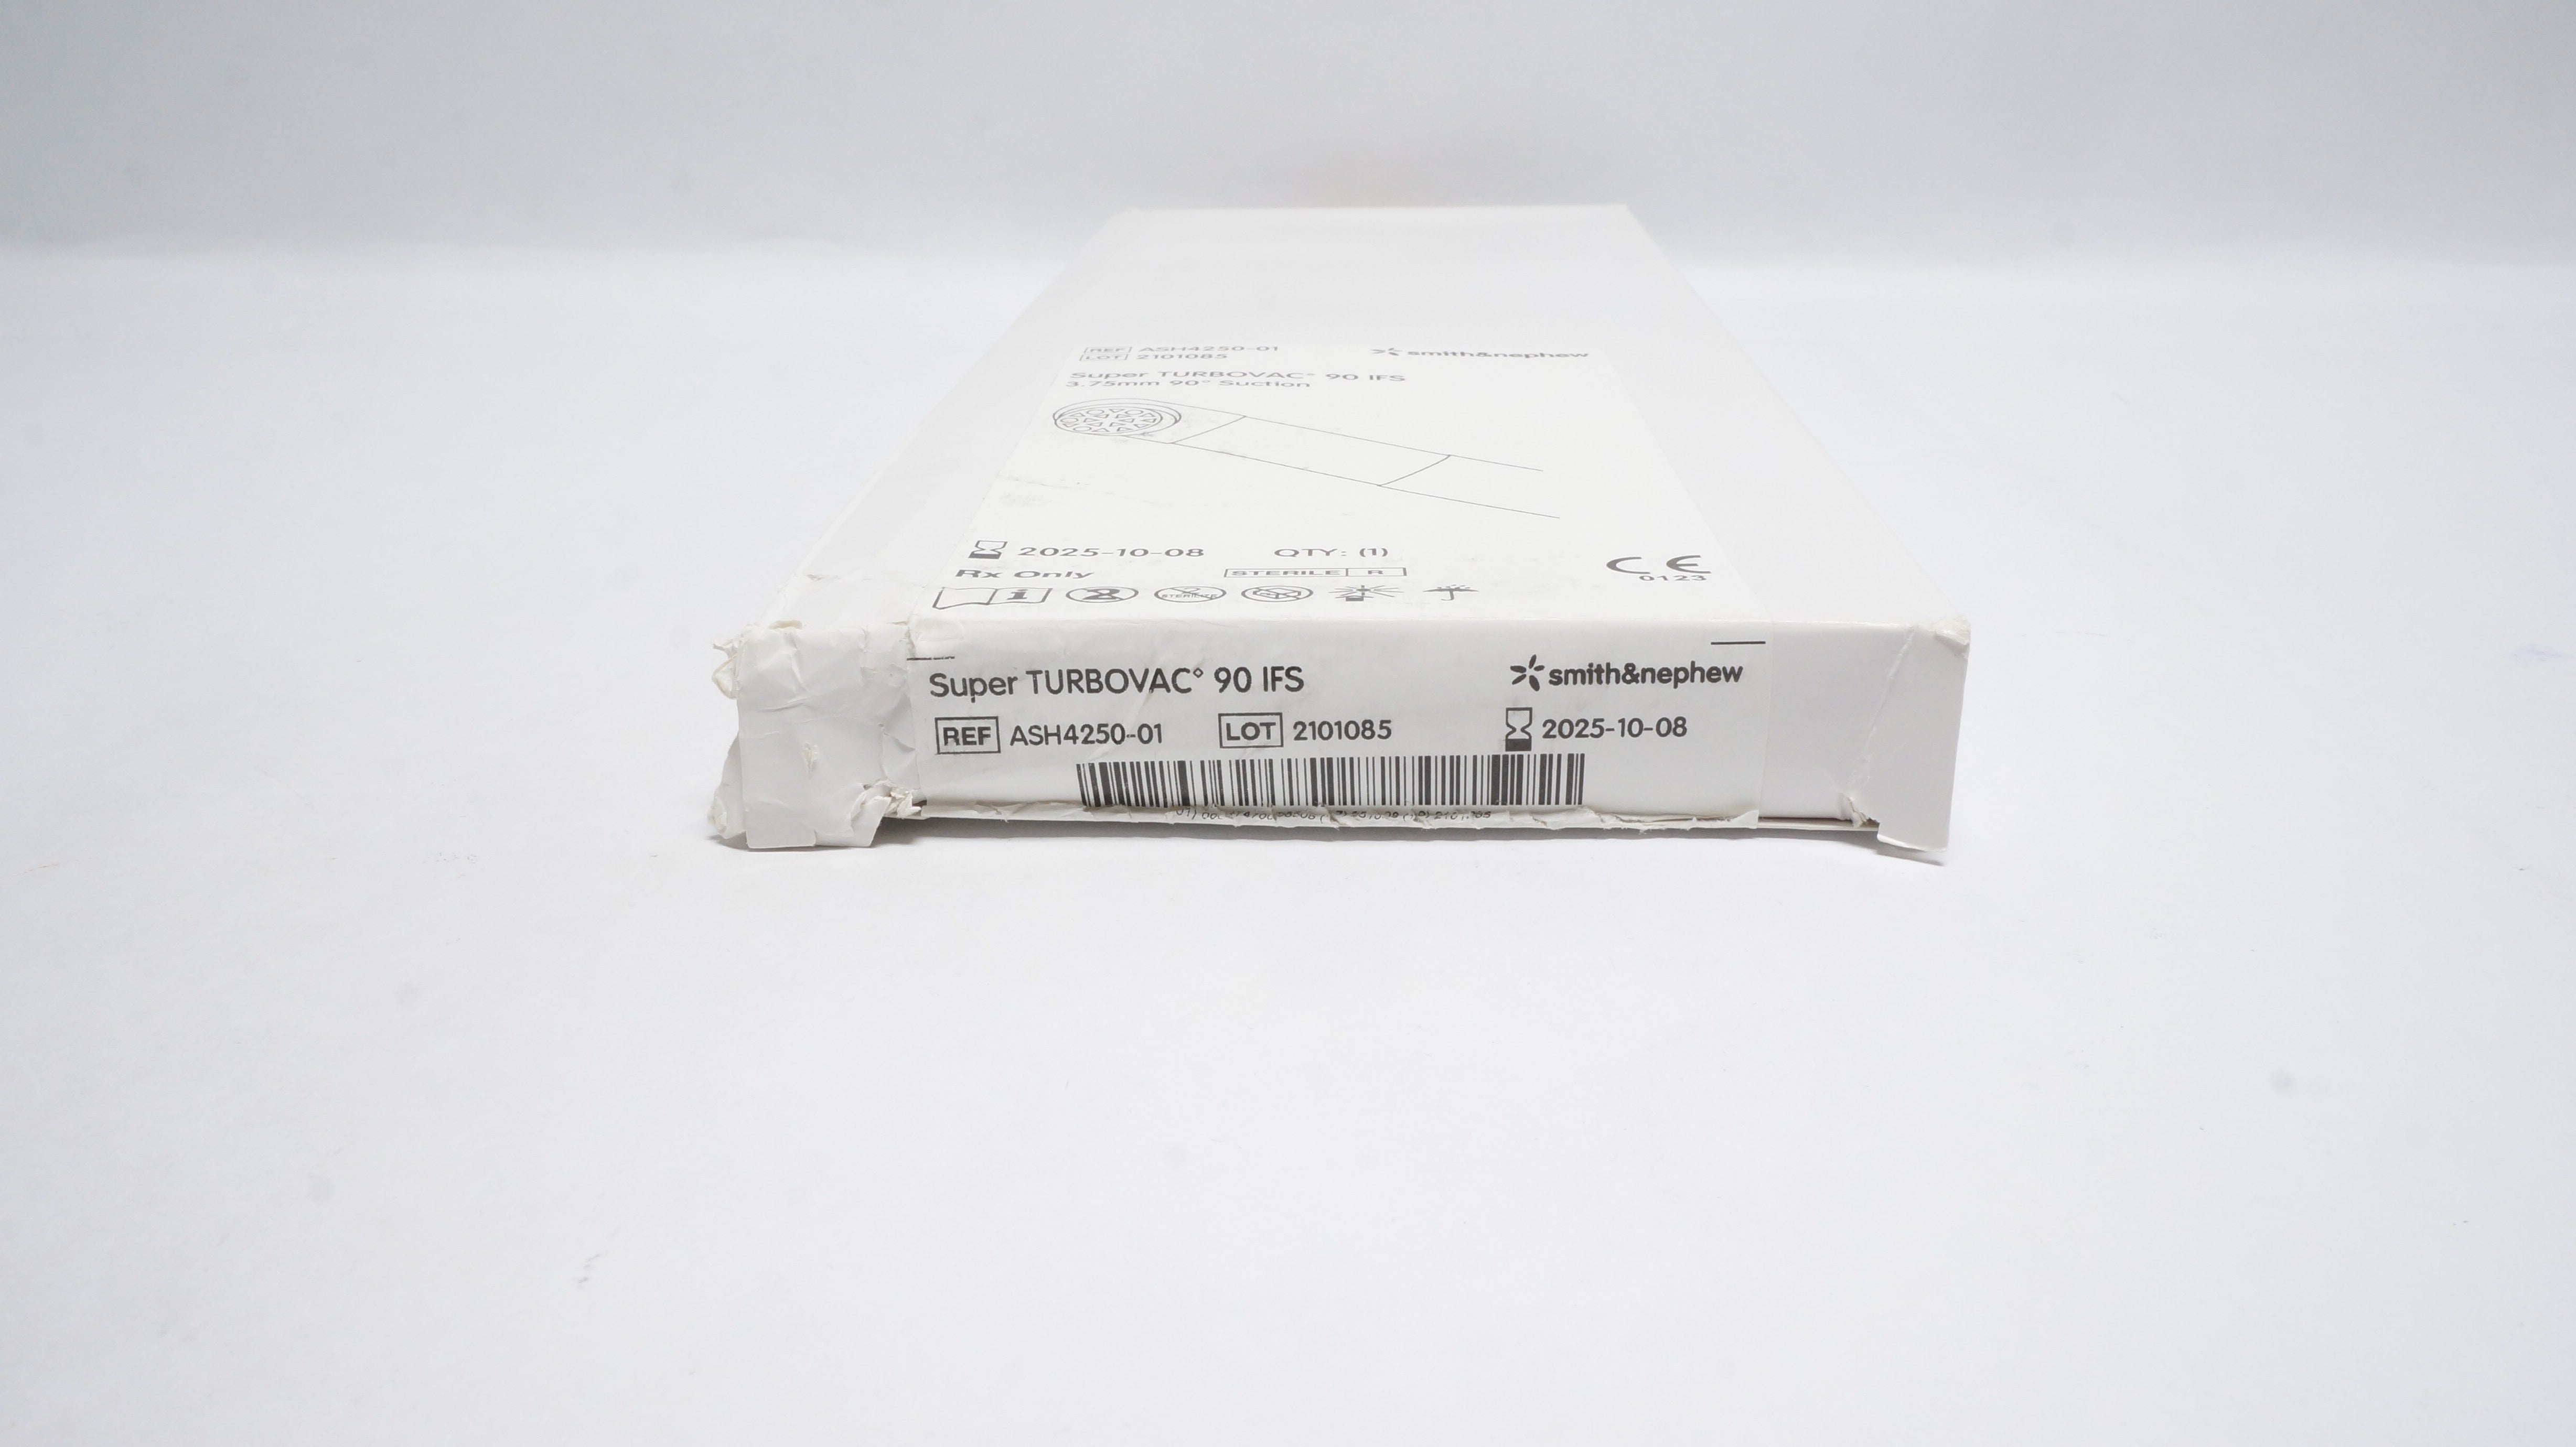 REF ASH4250-01
LOT 2101085
smith&nephew
Super TURBOVAC° 90 IFS
3.75mm 90° Suction
2025-10-08 QTY: (1)
Rx Only STERILE R
CE
0123
Super TURBOVAC° 90 IFS
smith&nephew
REF ASH4250-01 LOT 2101085 2025-10-08